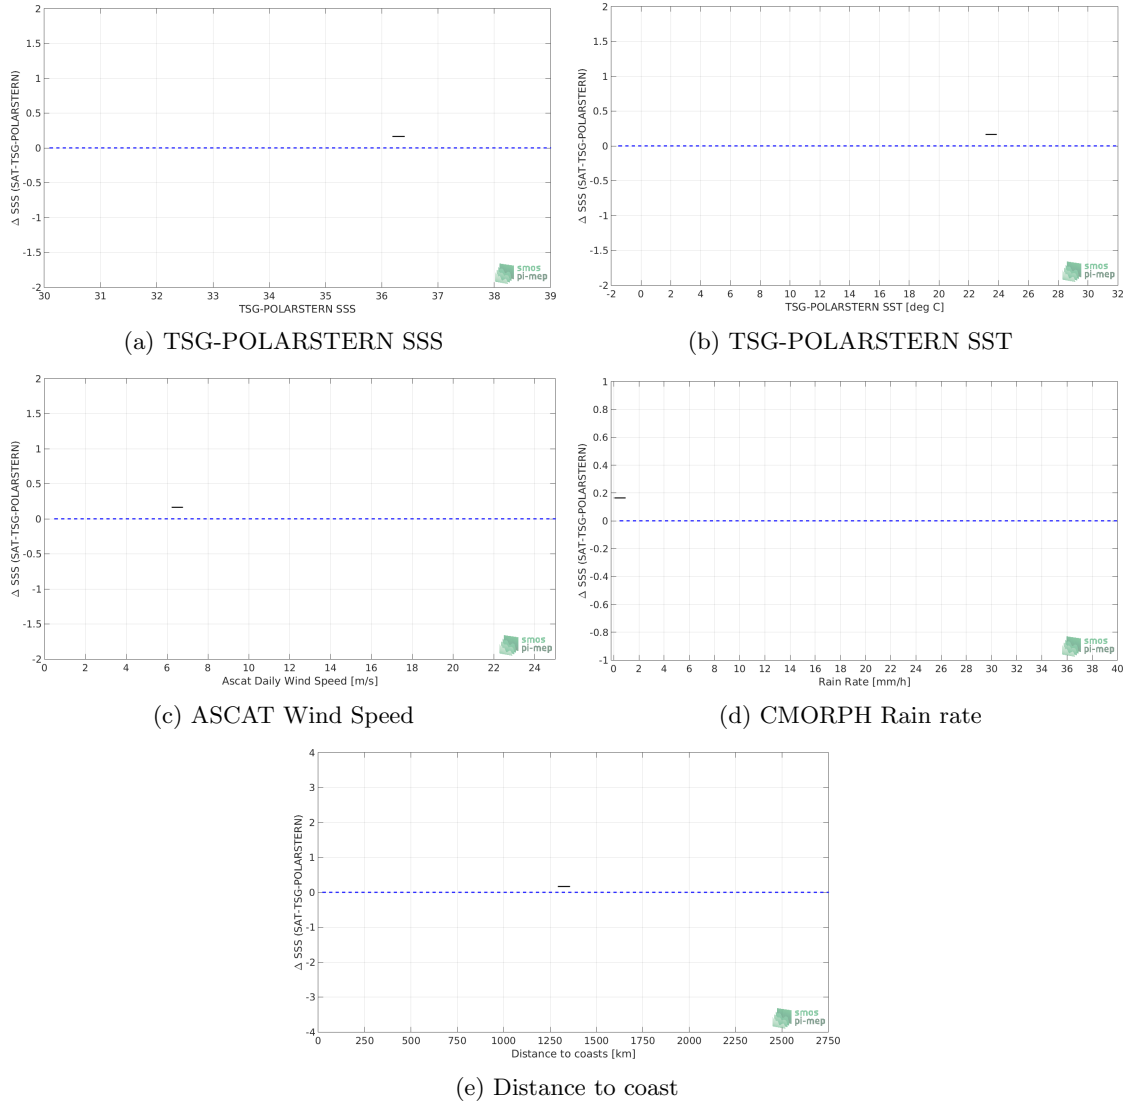 2
1.5
1
0.5
0
-0.5
-1
-1.5
-2
Δ SSS (SAT-TSG-POLARSTERN)
30 31 32 33 34 35 36 37 38 39
TSG-POLARSTERN SSS
smos
pi-mep
(a) TSG-POLARSTERN SSS
2
1.5
1
0.5
0
-0.5
-1
-1.5
-2
Δ SSS (SAT-TSG-POLARSTERN)
-2 0 2 4 6 8 10 12 14 16 18 20 22 24 26 28 30 32
TSG-POLARSTERN SST [deg C]
smos
pi-mep
(b) TSG-POLARSTERN SST
2
1.5
1
0.5
0
-0.5
-1
-1.5
-2
Δ SSS (SAT-TSG-POLARSTERN)
0 2 4 6 8 10 12 14 16 18 20 22 24
Ascat Daily Wind Speed [m/s]
smos
pi-mep
(c) ASCAT Wind Speed
1
0.8
0.6
0.4
0.2
0
-0.2
-0.4
-0.6
-0.8
-1
Δ SSS (SAT-TSG-POLARSTERN)
0 2 4 6 8 10 12 14 16 18 20 22 24 26 28 30 32 34 36 38 40
Rain Rate [mm/h]
smos
pi-mep
(d) CMORPH Rain rate
4
3
2
1
0
-1
-2
-3
-4
Δ SSS (SAT-TSG-POLARSTERN)
0 250 500 750 1000 1250 1500 1750 2000 2250 2500 2750
Distance to coasts [km]
smos
pi-mep
(e) Distance to coast